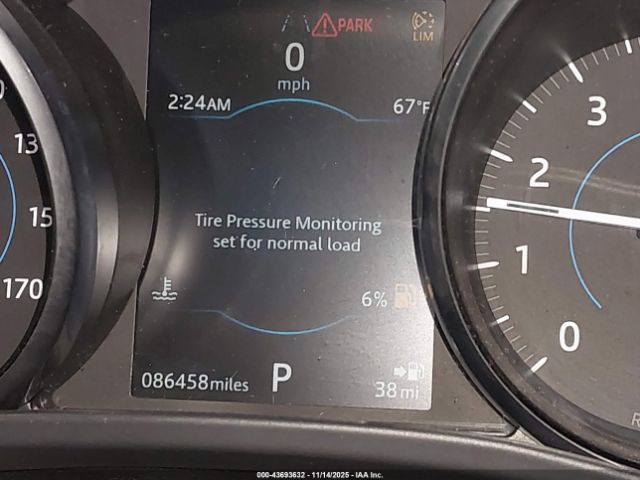 PARK
LIM
0
mph
2:24AM
67°F
13
3
15
2
Tire Pressure Monitoring
set for normal load
170
1
6%
0
086458miles
P
38 mi
000-43693632 - 11/14/2025 - IAA Inc.